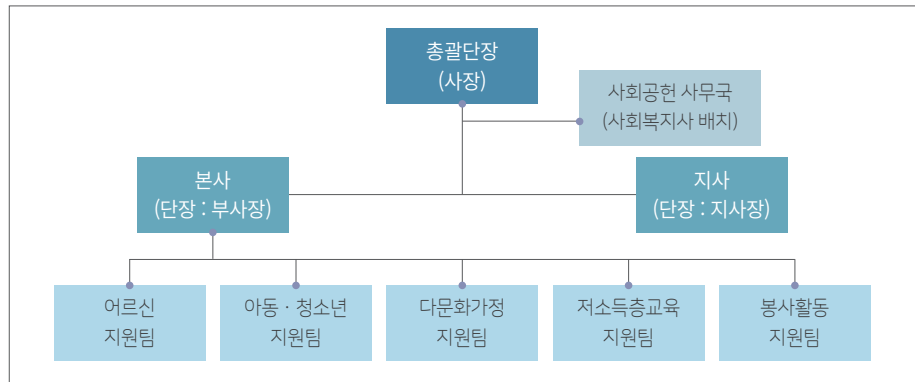 총괄단장
(사장)
사회공헌 사무국
(사회복지사 배치)
본사
(단장 : 부사장)
지사
(단장 : 지사장)
어르신
지원팀
아동 · 청소년
지원팀
다문화가정
지원팀
저소득층교육
지원팀
봉사활동
지원팀